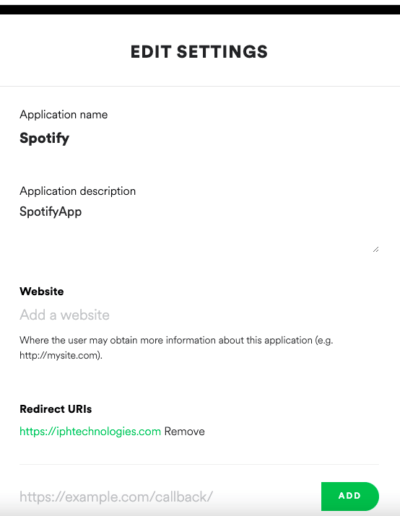 EDIT SETTINGS
Application name
Spotify
Application description
SpotifyApp
Website
Add a website
Where the user may obtain more information about this application (e.g.
http://mysite.com).
Redirect URIs
https://iphtechnologies.com Remove
https://example.com/callback/ ADD